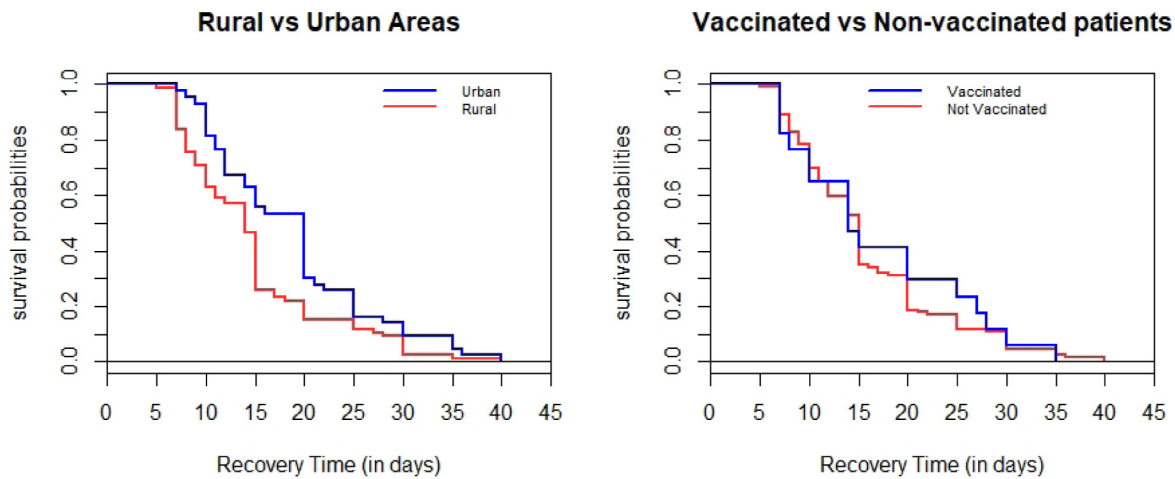 Rural vs Urban Areas
survival probabilities
1.0
0.8
0.6
0.4
0.2
0.0
Urban
Rural
0 5 10 15 20 25 30 35 40 45
Recovery Time (in days)
Vaccinated vs Non-vaccinated patients
survival probabilities
1.0
0.8
0.6
0.4
0.2
0.0
Vaccinated
Not Vaccinated
0 5 10 15 20 25 30 35 40 45
Recovery Time (in days)